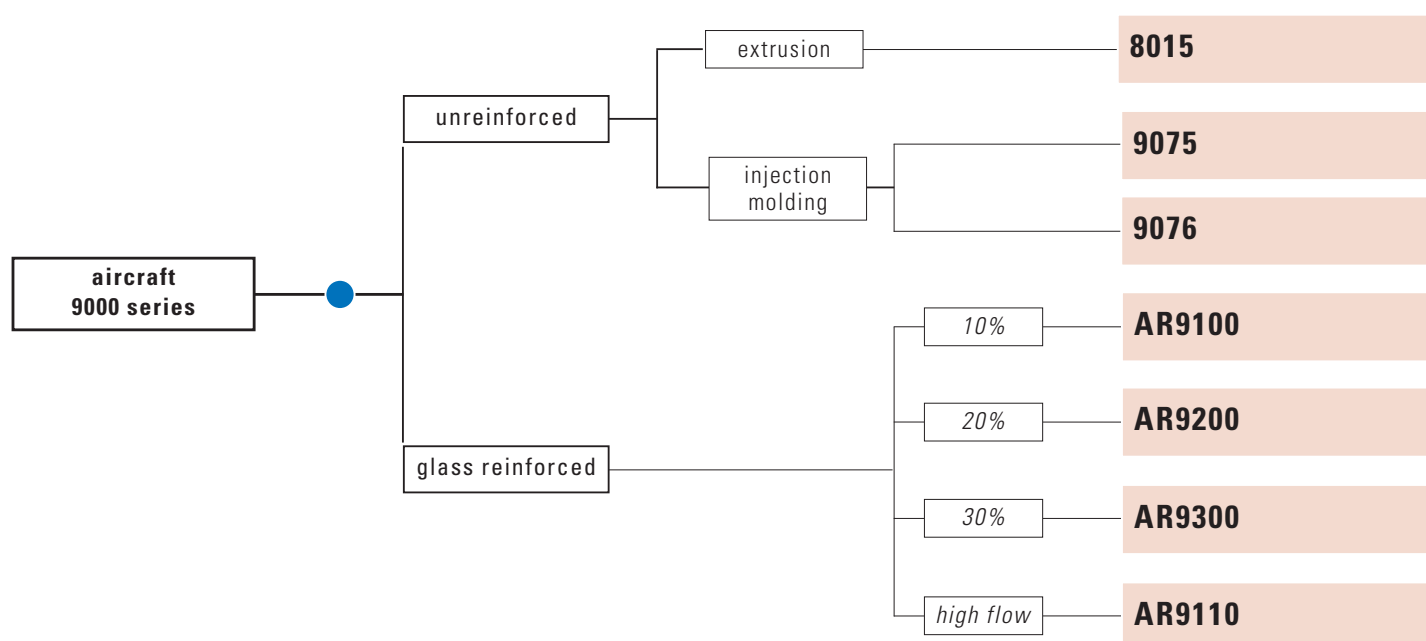 extrusion
8015
unreinforced
9075
injection
molding
9076
aircraft
9000 series
10%
AR9100
20%
AR9200
glass reinforced
30%
AR9300
high flow
AR9110